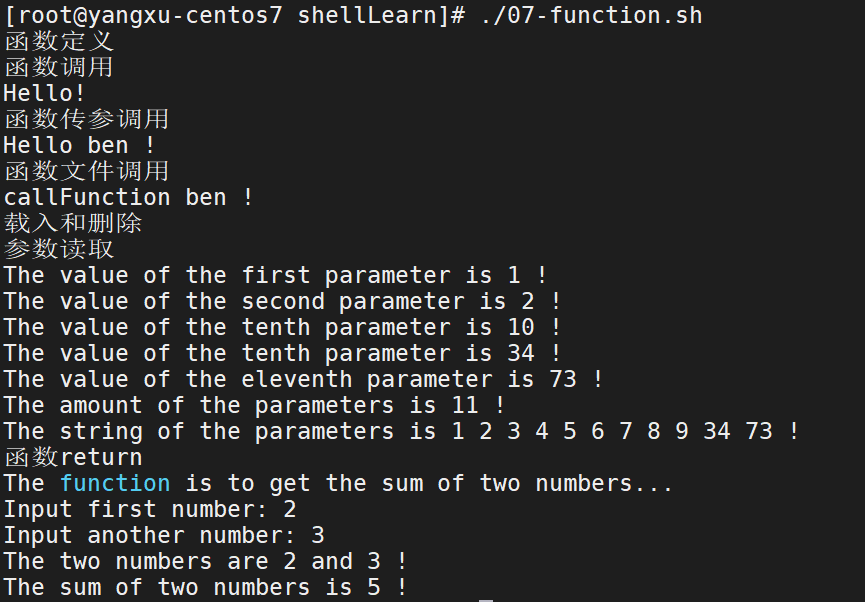 [root@yangxu-centos7 shellLearn]# ./07-function.sh
函数定义
函数调用
Hello!
函数传参调用
Hello ben !
函数文件调用
callFunction ben !
载入和删除
参数读取
The value of the first parameter is 1 !
The value of the second parameter is 2 !
The value of the tenth parameter is 10 !
The value of the tenth parameter is 34 !
The value of the eleventh parameter is 73 !
The amount of the parameters is 11 !
The string of the parameters is 1 2 3 4 5 6 7 8 9 34 73 !
函数return
The function is to get the sum of two numbers...
Input first number: 2
Input another number: 3
The two numbers are 2 and 3 !
The sum of two numbers is 5 !